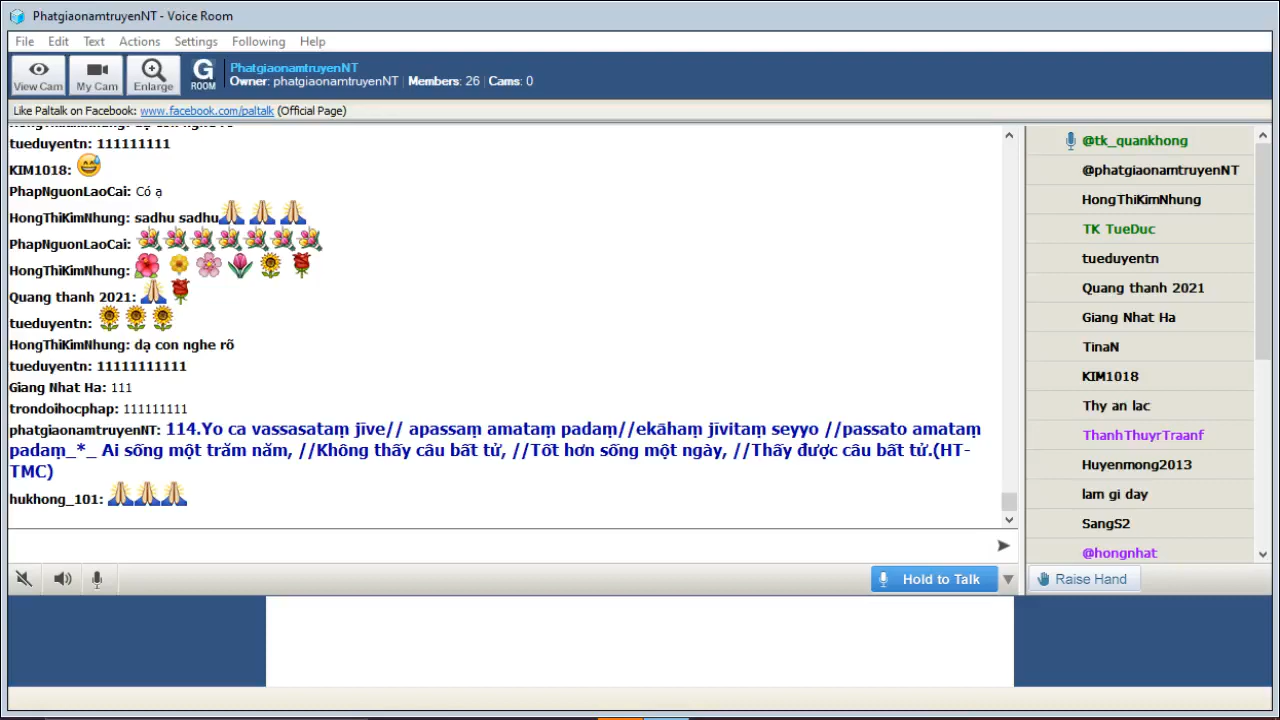 PhatgiaonamtruyenNT - Voice Room
File Edit Text Actions Settings Following Help
View Cam My Cam Enlarge G ROOM
PhatgiaonamtruyenNT
Owner: phatgiaonamtruyenNT | Members: 26 | Cams: 0
Like Paltalk on Facebook: www.facebook.com/paltalk (Official Page)
tueduyentn: 111111111
KIM1018:
PhapNguonLaoCai: Có ạ
HongThiKimNhung: sadhu sadhu
PhapNguonLaoCai:
HongThiKimNhung:
Quang thanh 2021:
tueduyentn:
HongThiKimNhung: dạ con nghe rõ
tueduyentn: 11111111111
Giang Nhat Ha: 111
trondoihocphap: 111111111
phatgiaonamtruyenNT: 114.Yo ca vassasataṃ jīve// apassaṃ amataṃ padaṃ//ekāhaṃ jīvitaṃ seyyo //passato amataṃ
padaṃ_*_ Ai sống một trăm năm, //Không thấy câu bất tử, //Tốt hơn sống một ngày, //Thấy được câu bất tử.(HT-
TMC)
hukhong_101:
@tk_quankhong
@phatgiaonamtruyenNT
HongThiKimNhung
TK TueDuc
tueduyentn
Quang thanh 2021
Giang Nhat Ha
TinaN
KIM1018
Thy an lac
ThanhThuyrTraanf
Huyenmong2013
lam gi day
SangS2
@hongnhat
Hold to Talk
Raise Hand